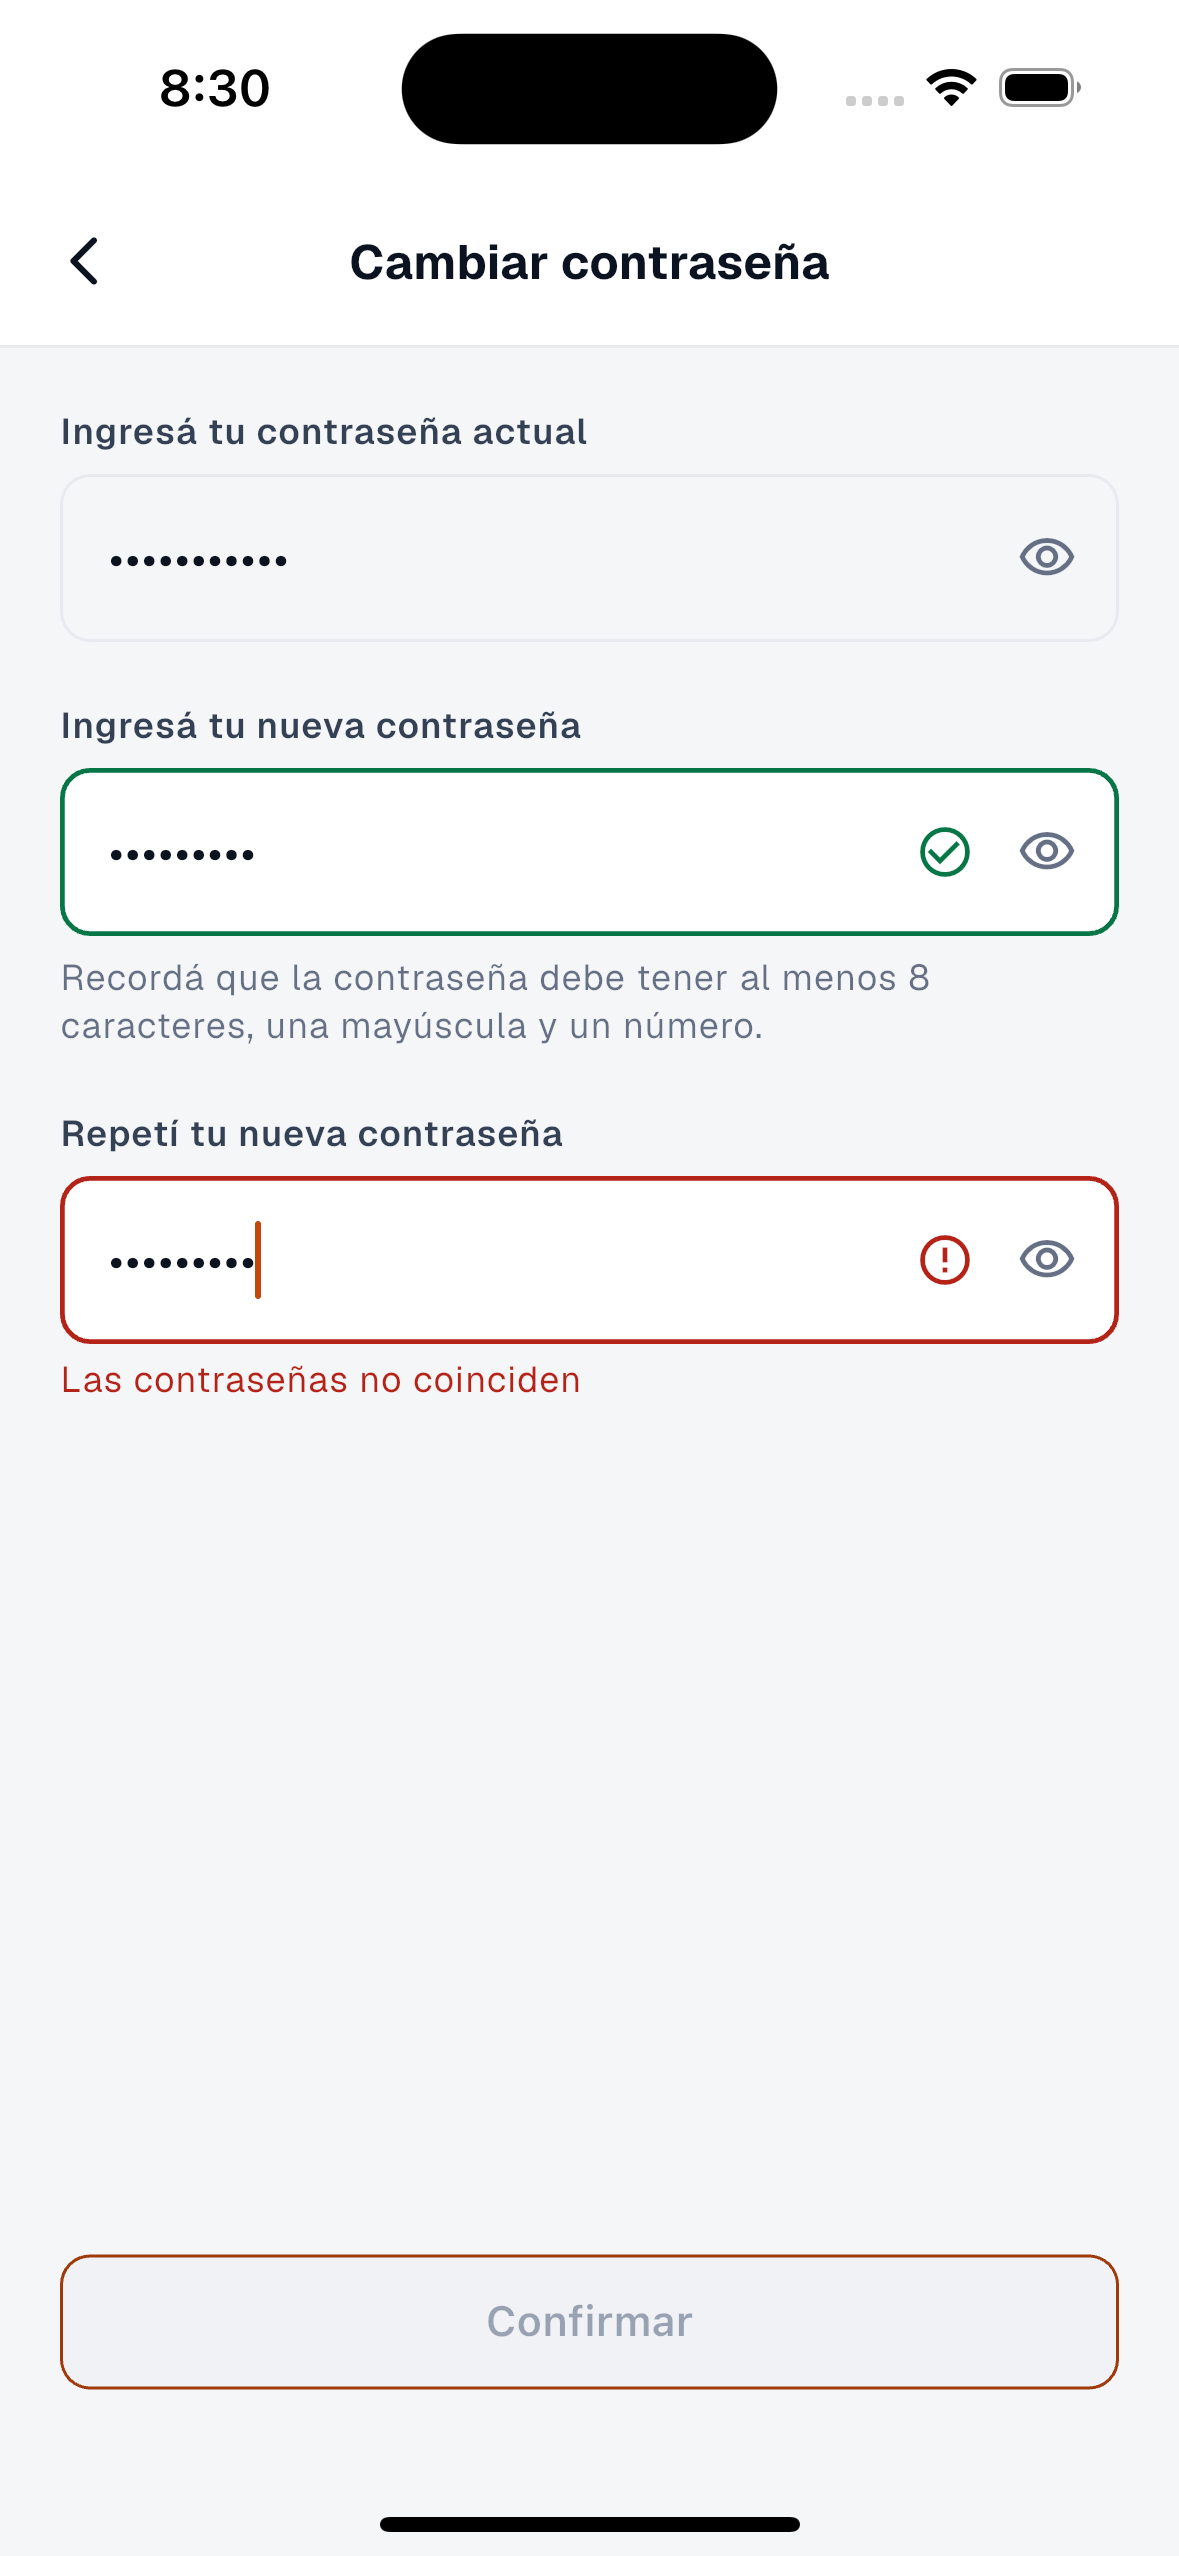 8:30
Cambiar contraseña
Ingresá tu contraseña actual
•••••••••••
Ingresá tu nueva contraseña
•••••••••
Recordá que la contraseña debe tener al menos 8
caracteres, una mayúscula y un número.
Repetí tu nueva contraseña
•••••••••
Las contraseñas no coinciden
Confirmar